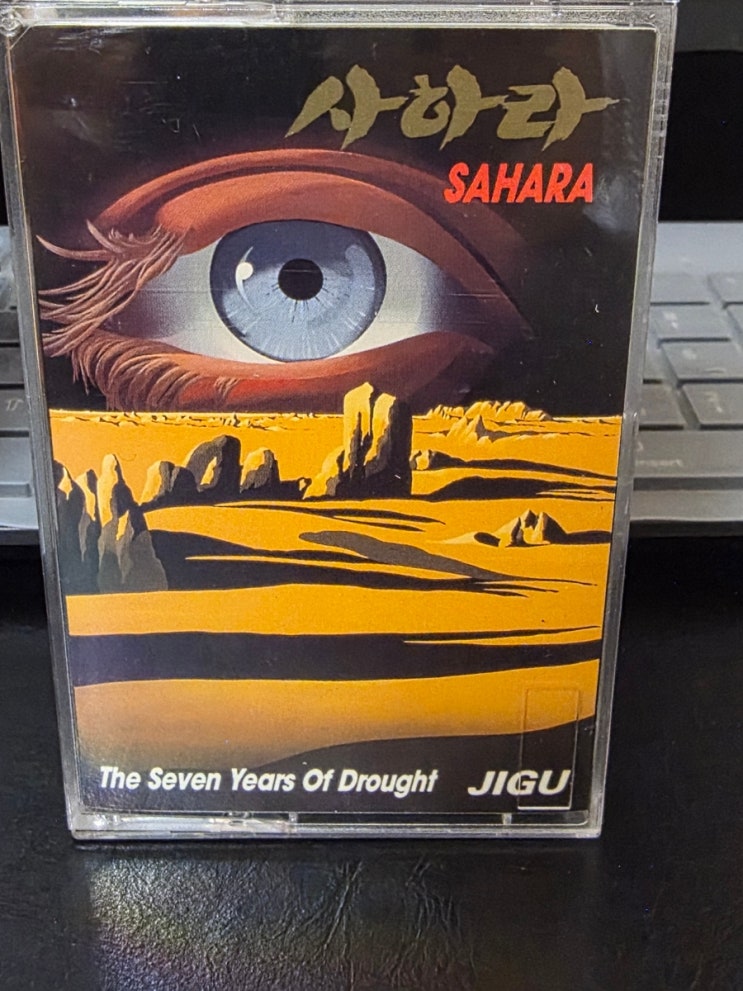 사하라
SAHARA
The Seven Years Of Drought JIGU